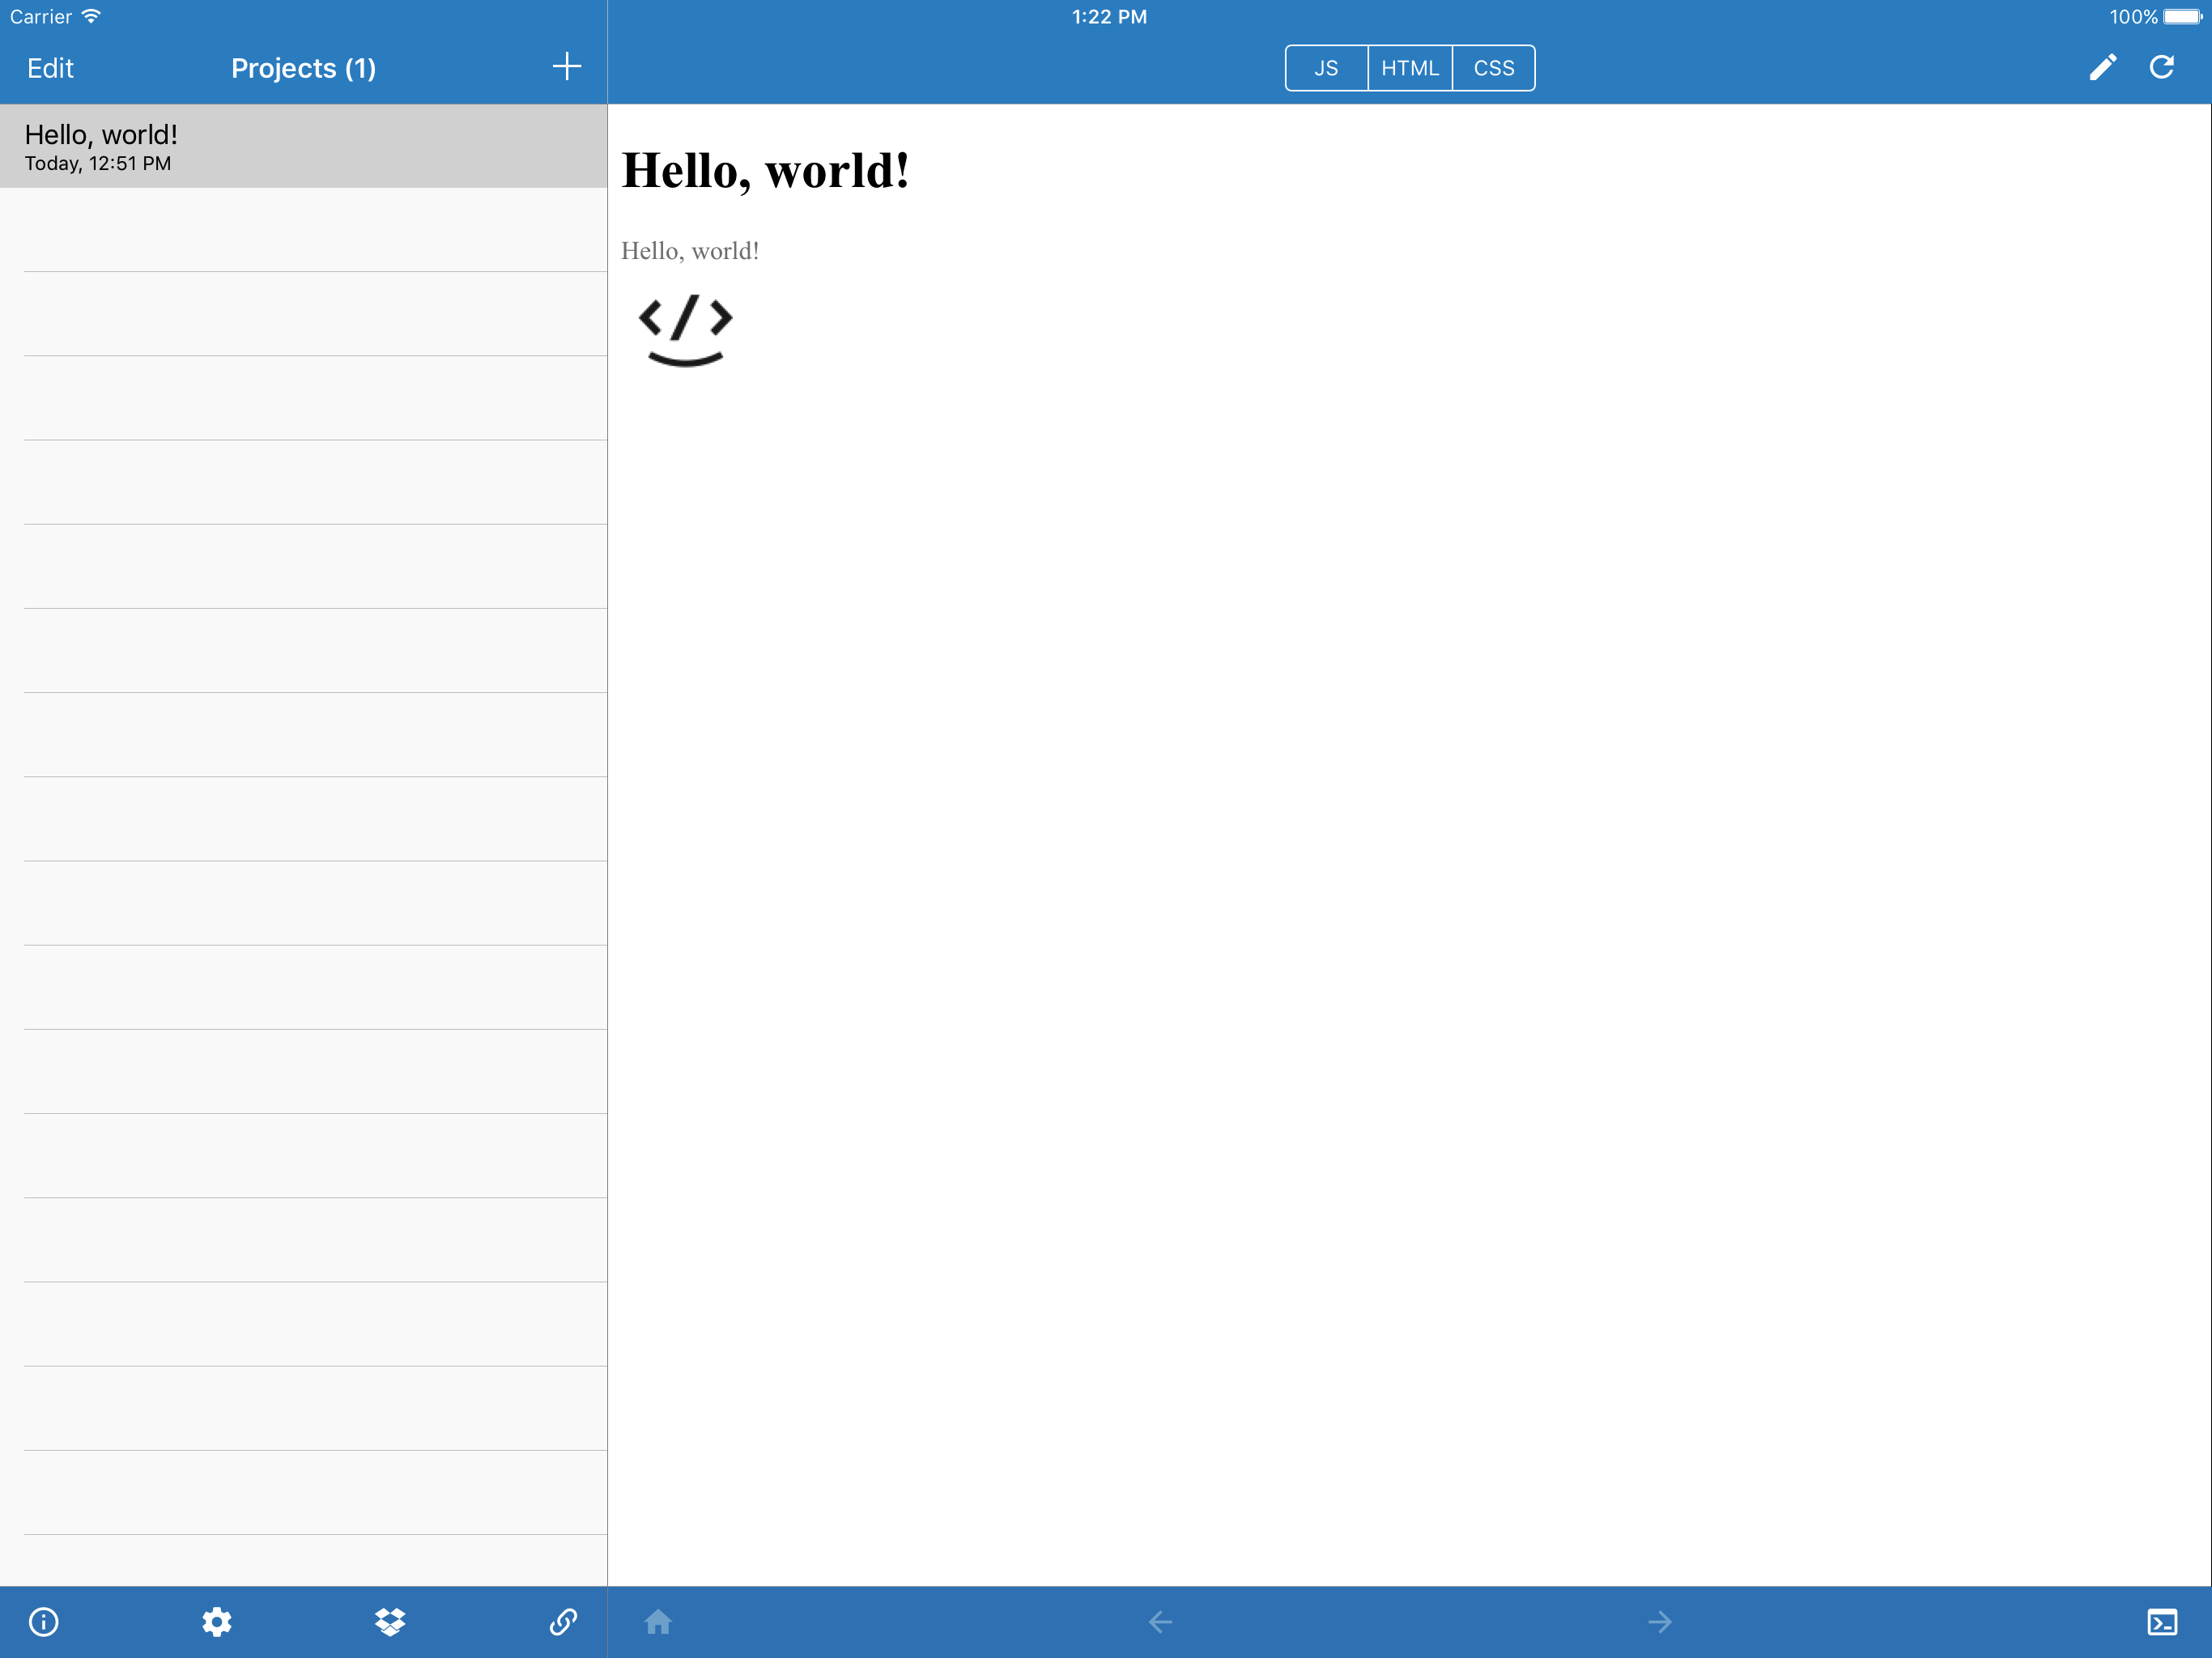 Carrier 1:22 PM 100%
Edit Projects (1) JS HTML CSS
Hello, world!
Today, 12:51 PM
Hello, world!
Hello, world!